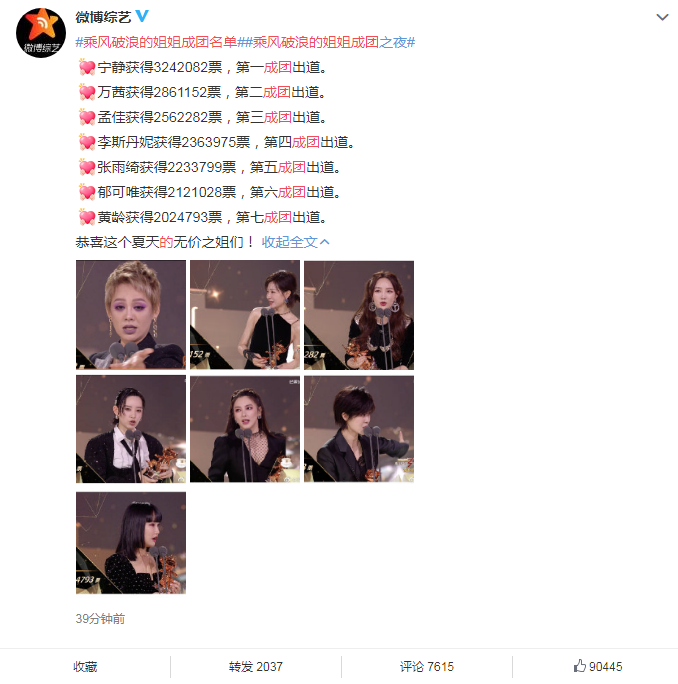 微博综艺
微博综艺
#乘风破浪的姐姐成团名单##乘风破浪的姐姐成团之夜#
宁静获得3242082票，第一成团出道。
万茜获得2861152票，第二成团出道。
孟佳获得2562282票，第三成团出道。
李斯丹妮获得2363975票，第四成团出道。
张雨绮获得2233799票，第五成团出道。
郁可唯获得2121028票，第六成团出道。
黄龄获得2024793票，第七成团出道。
恭喜这个夏天的无价之姐们！ 收起全文
152 票
282 票
票
4793 票
39分钟前
收藏 转发 2037 评论 7615 90445